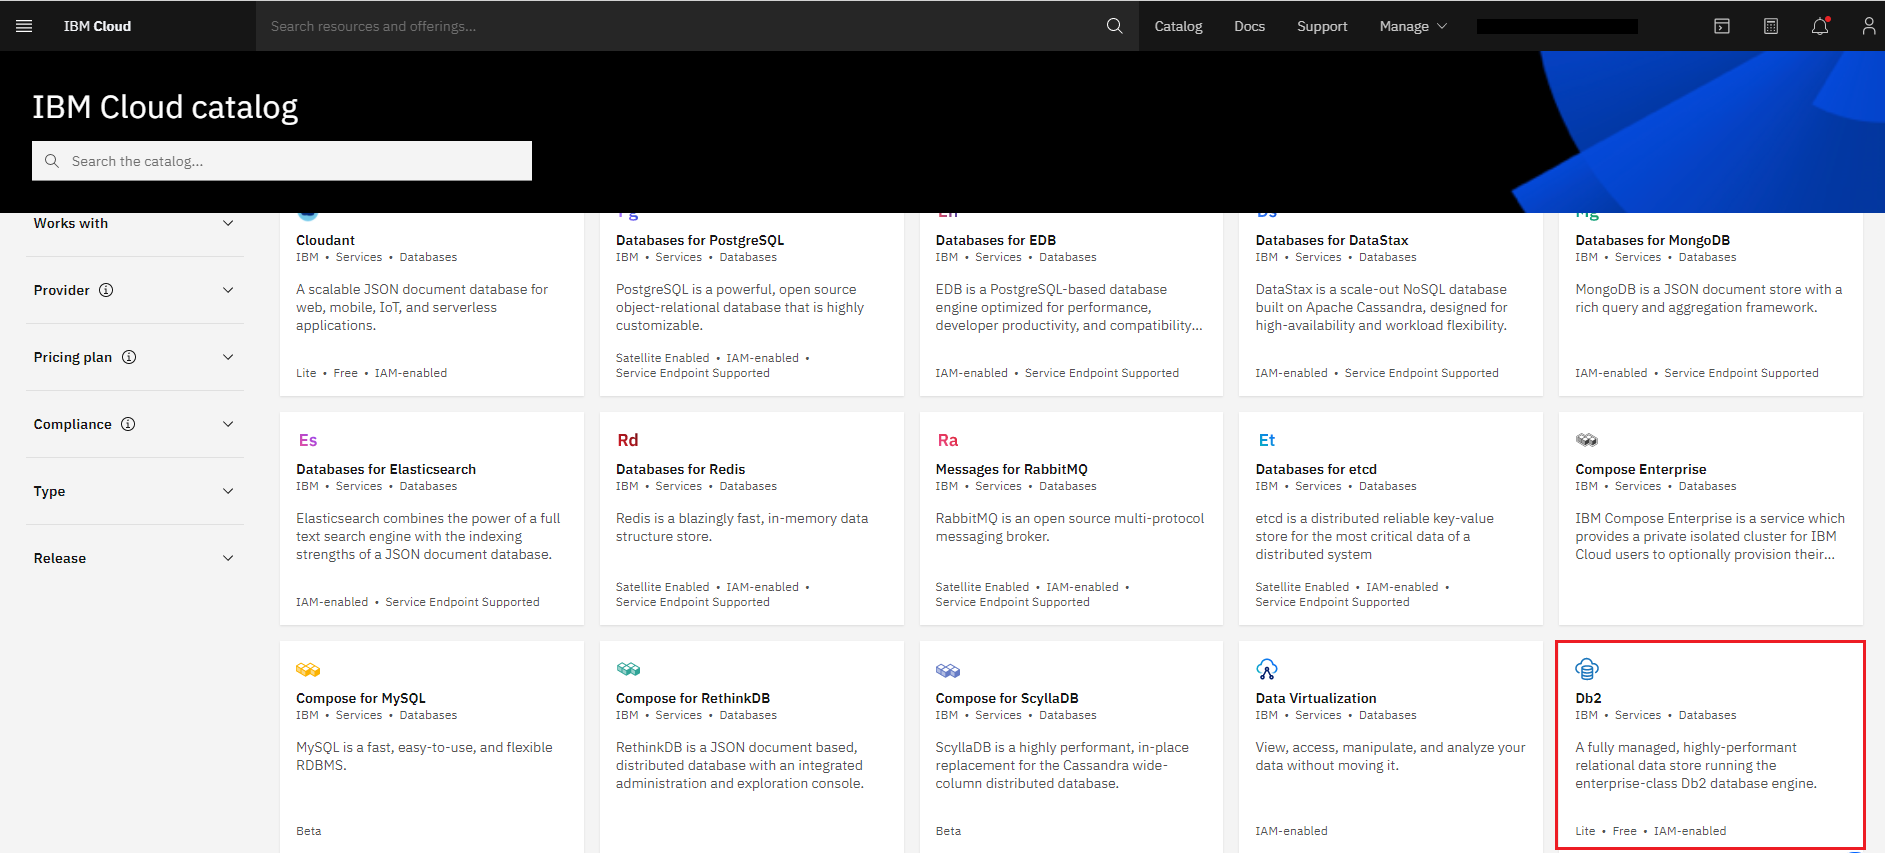 IBM Cloud
Search resources and offerings...
Catalog
Docs
Support
Manage
IBM Cloud catalog
Search the catalog...
Works with
Provider
Pricing plan
Compliance
Type
Release
Cloudant
IBM • Services • Databases
A scalable JSON document database for
web, mobile, IoT, and serverless
applications.
Lite • Free • IAM-enabled
Databases for PostgreSQL
IBM • Services • Databases
PostgreSQL is a powerful, open source
object-relational database that is highly
customizable.
Satellite Enabled • IAM-enabled •
Service Endpoint Supported
Databases for EDB
IBM • Services • Databases
EDB is a PostgreSQL-based database
engine optimized for performance,
developer productivity, and compatibility...
IAM-enabled • Service Endpoint Supported
Databases for DataStax
IBM • Services • Databases
DataStax is a scale-out NoSQL database
built on Apache Cassandra, designed for
high-availability and workload flexibility.
IAM-enabled • Service Endpoint Supported
Databases for MongoDB
IBM • Services • Databases
MongoDB is a JSON document store with a
rich query and aggregation framework.
IAM-enabled • Service Endpoint Supported
Es
Databases for Elasticsearch
IBM • Services • Databases
Elasticsearch combines the power of a full
text search engine with the indexing
strengths of a JSON document database.
IAM-enabled • Service Endpoint Supported
Rd
Databases for Redis
IBM • Services • Databases
Redis is a blazingly fast, in-memory data
structure store.
Satellite Enabled • IAM-enabled •
Service Endpoint Supported
Ra
Messages for RabbitMQ
IBM • Services • Databases
RabbitMQ is an open source multi-protocol
messaging broker.
Satellite Enabled • IAM-enabled •
Service Endpoint Supported
Et
Databases for etcd
IBM • Services • Databases
etcd is a distributed reliable key-value
store for the most critical data of a
distributed system
Satellite Enabled • IAM-enabled •
Service Endpoint Supported
Compose Enterprise
IBM • Services • Databases
IBM Compose Enterprise is a service which
provides a private isolated cluster for IBM
Cloud users to optionally provision their...
Compose for MySQL
IBM • Services • Databases
MySQL is a fast, easy-to-use, and flexible
RDBMS.
Beta
Compose for RethinkDB
IBM • Services • Databases
RethinkDB is a JSON document based,
distributed database with an integrated
administration and exploration console.
Compose for ScyllaDB
IBM • Services • Databases
ScyllaDB is a highly performant, in-place
replacement for the Cassandra wide-
column distributed database.
Beta
Data Virtualization
IBM • Services • Databases
View, access, manipulate, and analyze your
data without moving it.
IAM-enabled
Db2
IBM • Services • Databases
A fully managed, highly-performant
relational data store running the
enterprise-class Db2 database engine.
Lite • Free • IAM-enabled